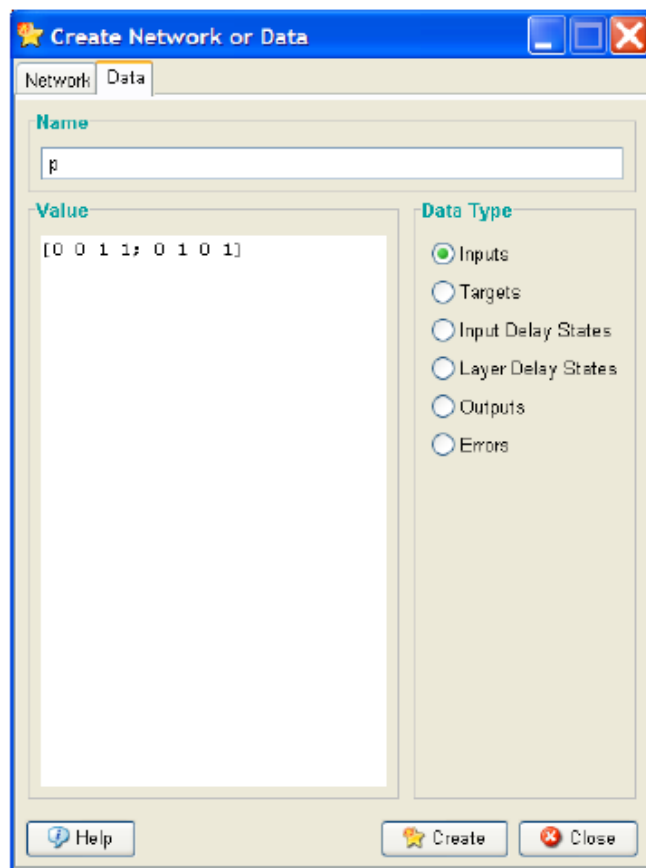 Create Network or Data
Network Data
Name
p
Value
[0 0 1 1; 0 1 0 1]
Data Type
Inputs
Targets
Input Delay States
Layer Delay States
Outputs
Errors
Help Create Close